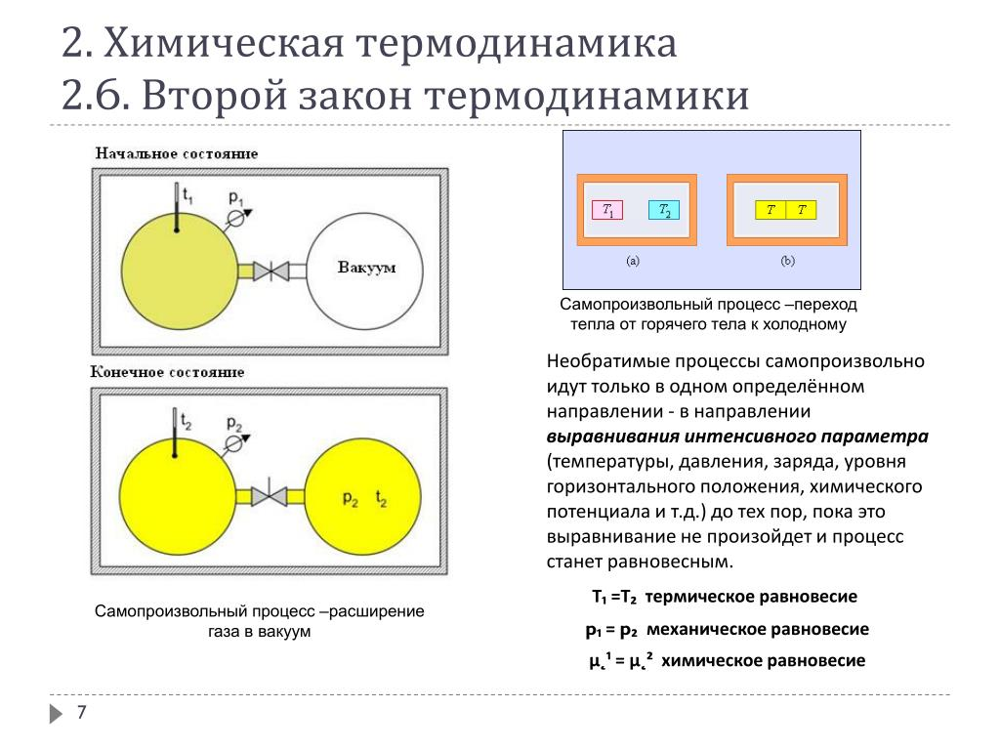 2. Химическая термодинамика
2.6. Второй закон термодинамики
Начальное состояние
t₁
p₁
Вакуум
Конечное состояние
t₂
p₂
p₂ t₂
Самопроизвольный процесс –расширение
газа в вакуум
T₁ T₂ T T
(a) (b)
Самопроизвольный процесс –переход
тепла от горячего тела к холодному
Необратимые процессы самопроизвольно
идут только в одном определённом
направлении - в направлении
выравнивания интенсивного параметра
(температуры, давления, заряда, уровня
горизонтального положения, химического
потенциала и т.д.) до тех пор, пока это
выравнивание не произойдет и процесс
станет равновесным.
T₁ =T₂ термическое равновесие
p₁ = p₂ механическое равновесие
μ¹ = μ² химическое равновесие
7